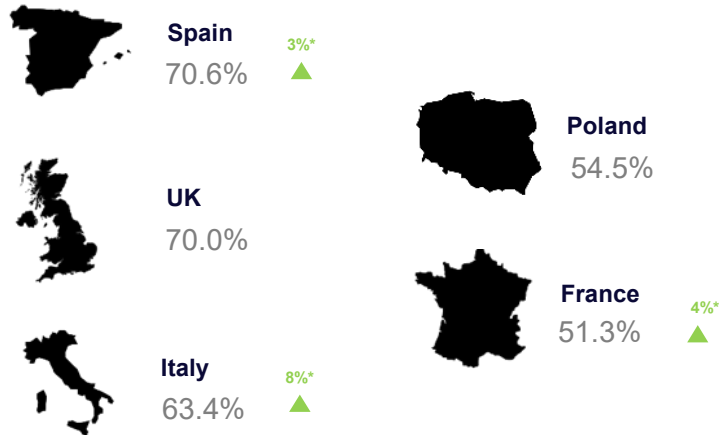 Spain
3%*
70.6%
UK
70.0%
Italy
8%*
63.4%
Poland
54.5%
France
4%*
51.3%